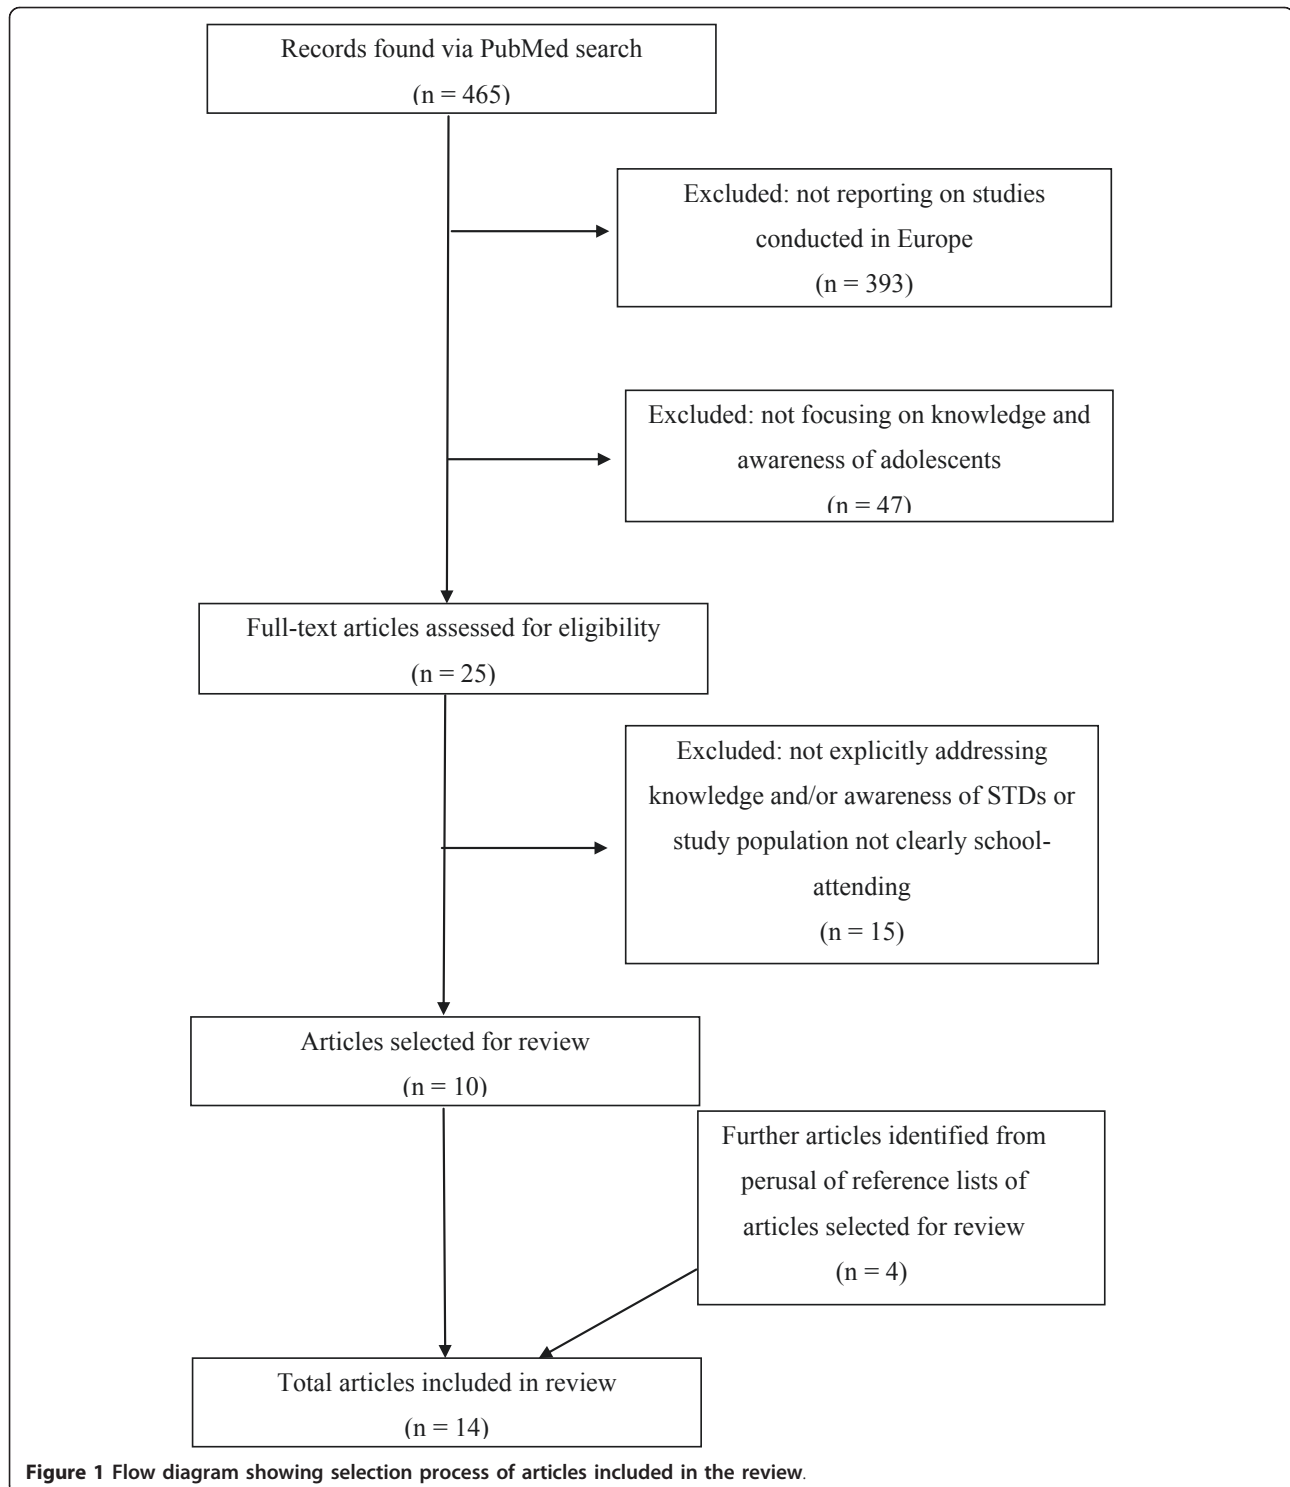 Records found via PubMed search
(n = 465)
Excluded: not reporting on studies
conducted in Europe
(n = 393)
Excluded: not focusing on knowledge and
awareness of adolescents
(n = 47)
Full-text articles assessed for eligibility
(n = 25)
Excluded: not explicitly addressing
knowledge and/or awareness of STDs or
study population not clearly school-
attending
(n = 15)
Articles selected for review
(n = 10)
Further articles identified from
perusal of reference lists of
articles selected for review
(n = 4)
Total articles included in review
(n = 14)
Figure 1 Flow diagram showing selection process of articles included in the review.